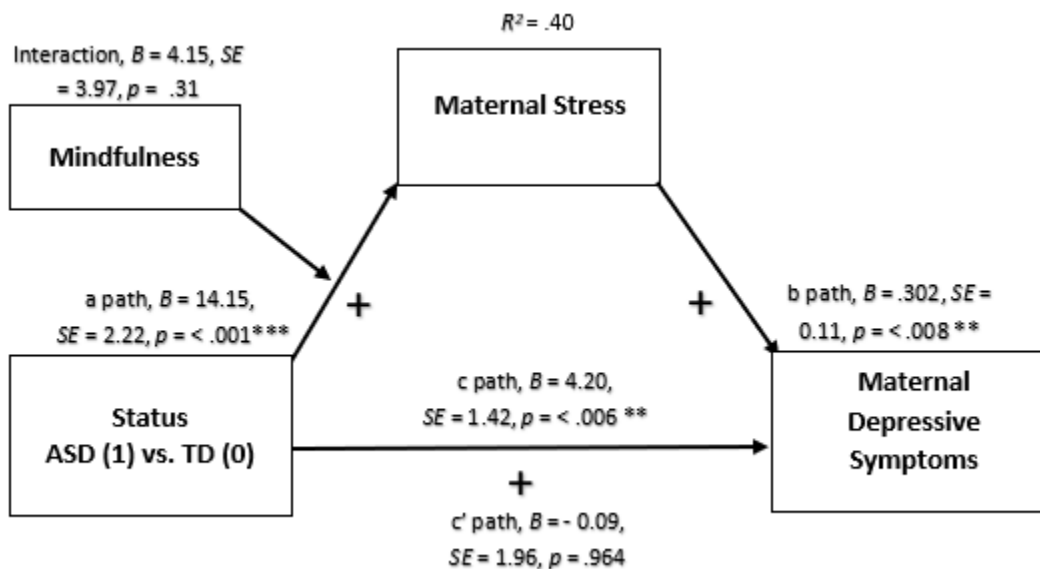 R² = .40
Interaction, B = 4.15, SE
= 3.97, p = .31
Maternal Stress
Mindfulness
a path, B = 14.15,
SE = 2.22, p = < .001***
+
+
b path, B = .302, SE =
0.11, p = <.008 **
Status
ASD (1) vs. TD (0)
c path, B = 4.20,
SE = 1.42, p = < .006 **
+
c' path, B = - 0.09,
SE = 1.96, p = .964
Maternal
Depressive
Symptoms